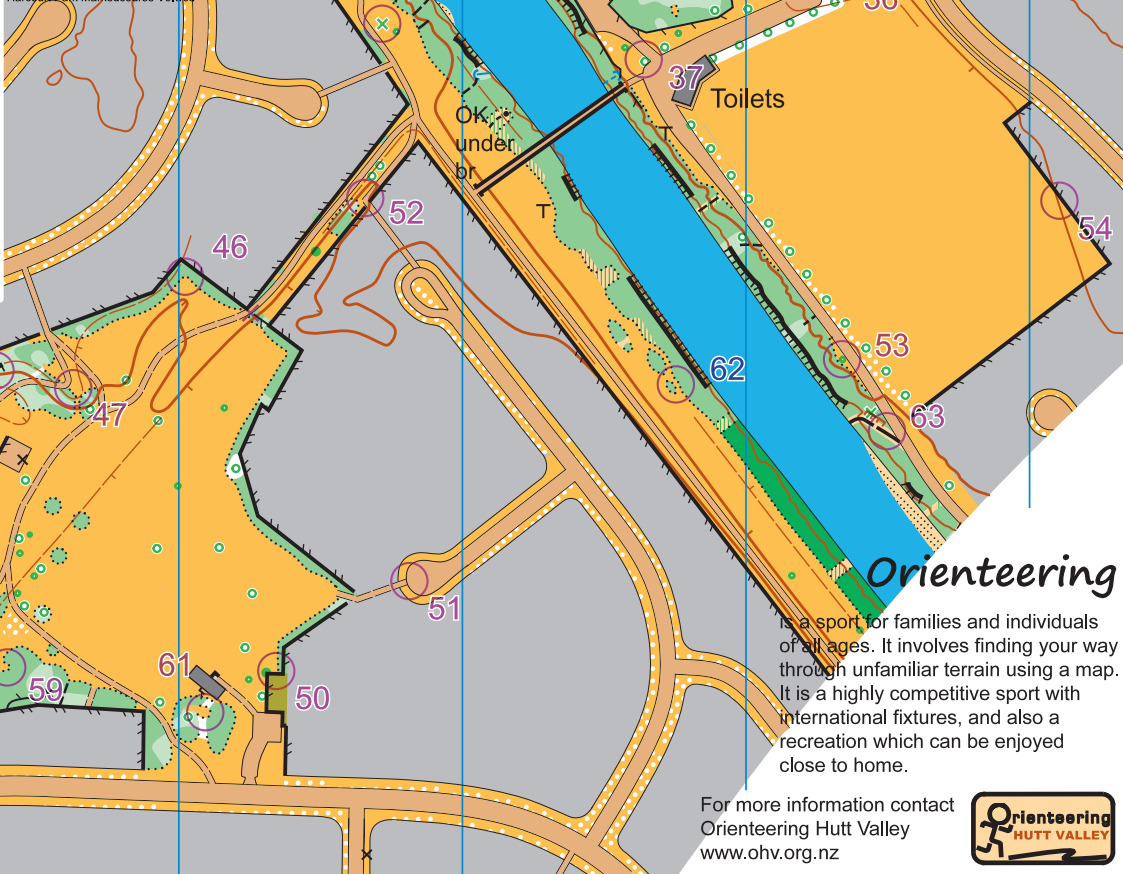 36
37
Toilets
OK
under
br
52
54
46
53
62
47
63
51
61
59
50
Orienteering
is a sport for families and individuals
of all ages. It involves finding your way
through unfamiliar terrain using a map.
It is a highly competitive sport with
international fixtures, and also a
recreation which can be enjoyed
close to home.
For more information contact
Orienteering Hutt Valley
www.ohv.org.nz
Orienteering
HUTT VALLEY